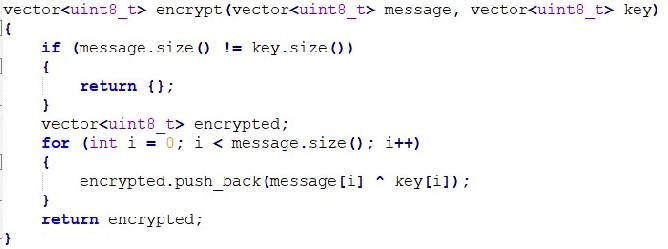 vector<uint8_t> encrypt(vector<uint8_t> message, vector<uint8_t> key)
{
if (message.size() != key.size())
{
return {};
}
vector<uint8_t> encrypted;
for (int i = 0; i < message.size(); i++)
{
encrypted.push_back(message[i] ^ key[i]);
}
return encrypted;
}